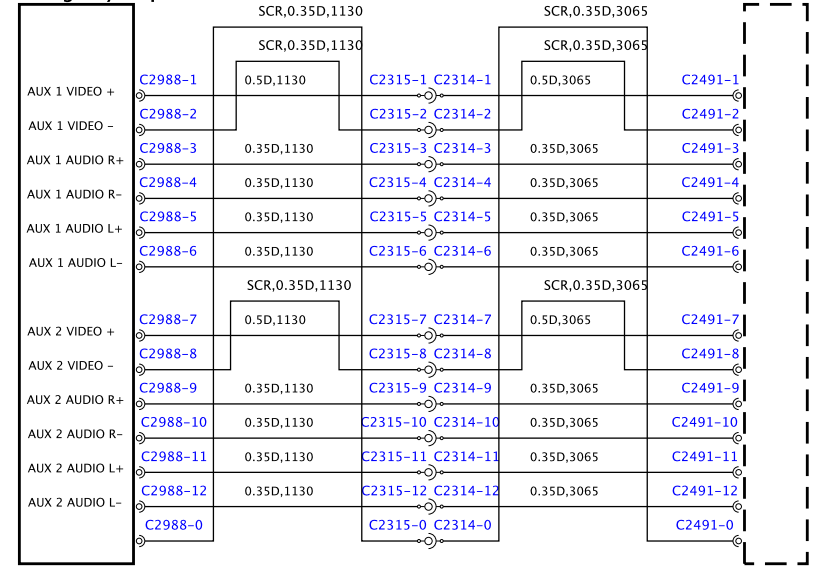 SCR,0.35D,1130 SCR,0.35D,3065
SCR,0.35D,1130 SCR,0.35D,3065
AUX 1 VIDEO + C2988-1 0.5D,1130 C2315-1 C2314-1 0.5D,3065 C2491-1
AUX 1 VIDEO - C2988-2 C2315-2 C2314-2 C2491-2
AUX 1 AUDIO R+ C2988-3 0.35D,1130 C2315-3 C2314-3 0.35D,3065 C2491-3
AUX 1 AUDIO R- C2988-4 0.35D,1130 C2315-4 C2314-4 0.35D,3065 C2491-4
AUX 1 AUDIO L+ C2988-5 0.35D,1130 C2315-5 C2314-5 0.35D,3065 C2491-5
AUX 1 AUDIO L- C2988-6 0.35D,1130 C2315-6 C2314-6 0.35D,3065 C2491-6
SCR,0.35D,1130 SCR,0.35D,3065
AUX 2 VIDEO + C2988-7 0.5D,1130 C2315-7 C2314-7 0.5D,3065 C2491-7
AUX 2 VIDEO - C2988-8 C2315-8 C2314-8 C2491-8
AUX 2 AUDIO R+ C2988-9 0.35D,1130 C2315-9 C2314-9 0.35D,3065 C2491-9
AUX 2 AUDIO R- C2988-10 0.35D,1130 C2315-10 C2314-10 0.35D,3065 C2491-10
AUX 2 AUDIO L+ C2988-11 0.35D,1130 C2315-11 C2314-11 0.35D,3065 C2491-11
AUX 2 AUDIO L- C2988-12 0.35D,1130 C2315-12 C2314-12 0.35D,3065 C2491-12
C2988-0 C2315-0 C2314-0 C2491-0